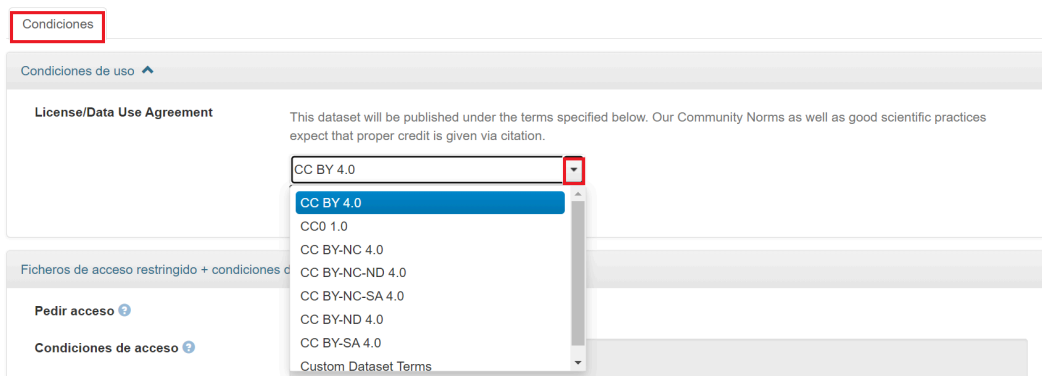 Condiciones
Condiciones de uso
License/Data Use Agreement
This dataset will be published under the terms specified below. Our Community Norms as well as good scientific practices
expect that proper credit is given via citation.
CC BY 4.0
CC BY 4.0
CC0 1.0
CC BY-NC 4.0
CC BY-NC-ND 4.0
CC BY-NC-SA 4.0
CC BY-ND 4.0
CC BY-SA 4.0
Custom Dataset Terms
Ficheros de acceso restringido + condiciones
Pedir acceso
Condiciones de acceso